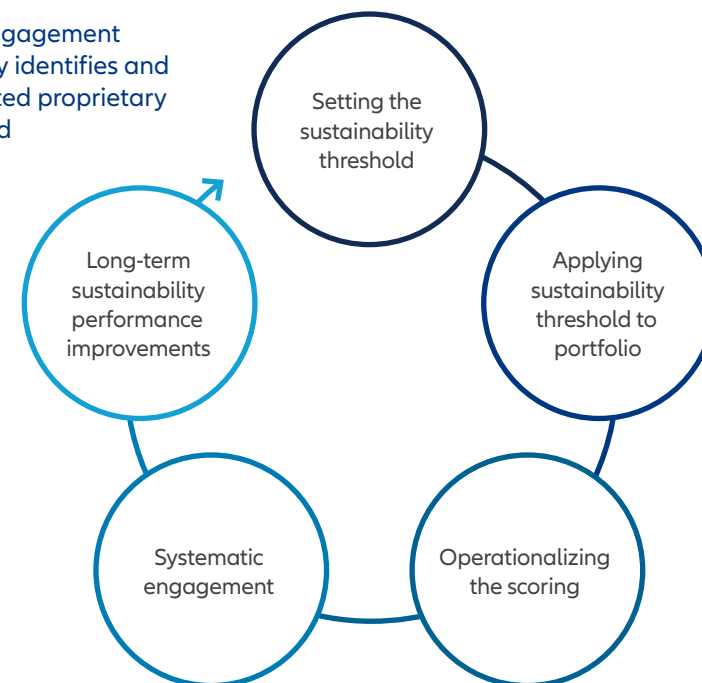 ngagement
y identifies and
ted proprietary
d
Setting the
sustainability
threshold
Applying
sustainability
threshold to
portfolio
Operationalizing
the scoring
Systematic
engagement
Long-term
sustainability
performance
improvements